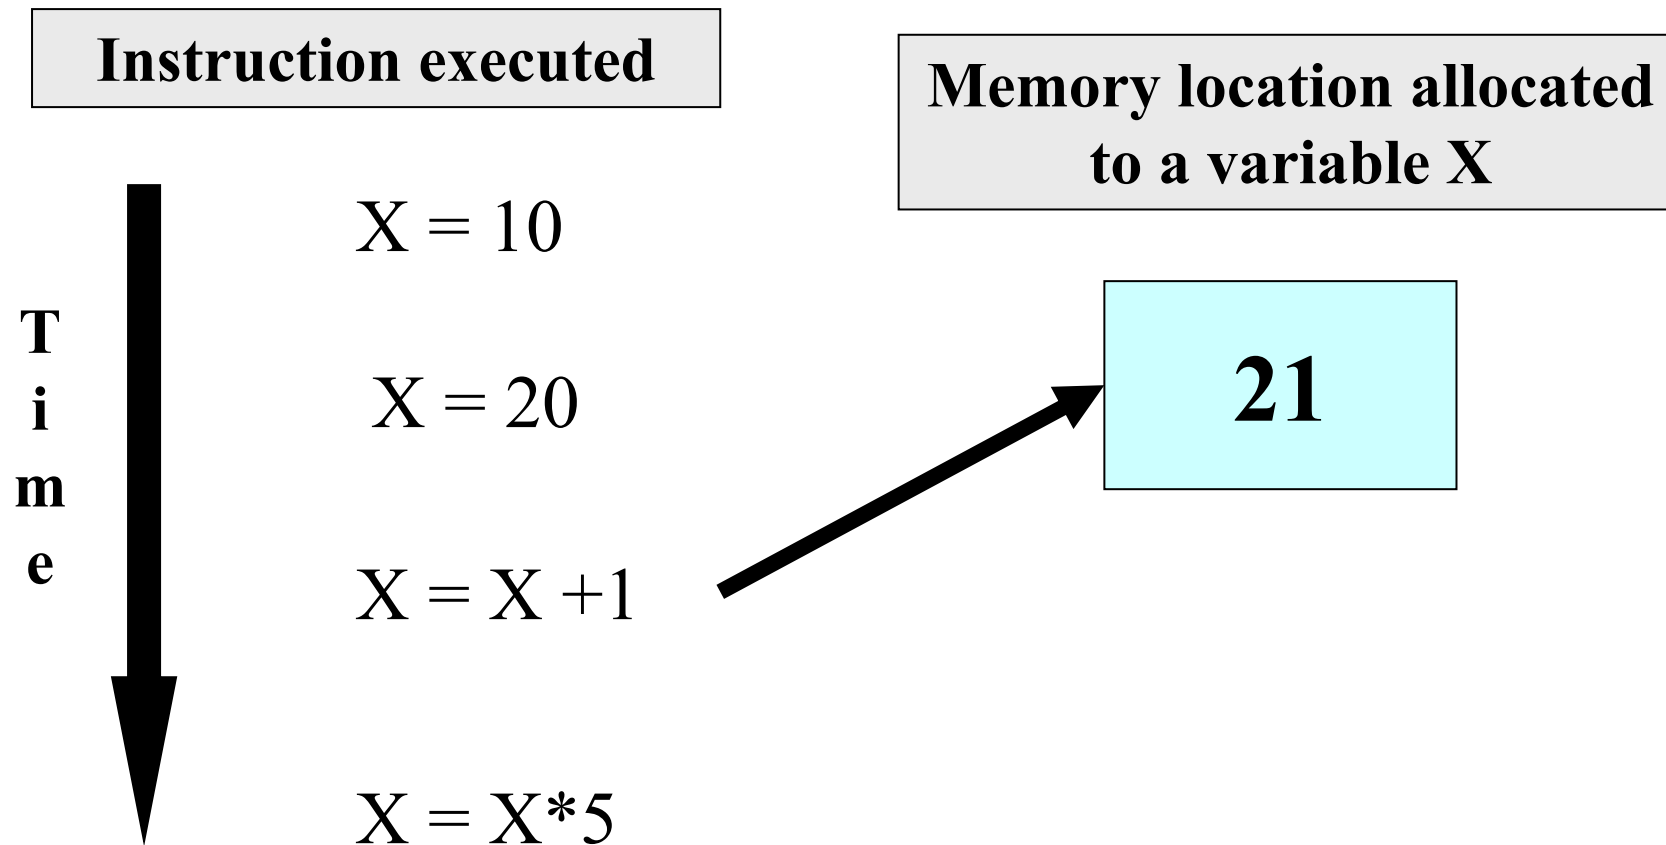 Instruction executed
Memory location allocated
to a variable X
T
i
m
e
X = 10
X = 20
X = X +1
X = X*5
21